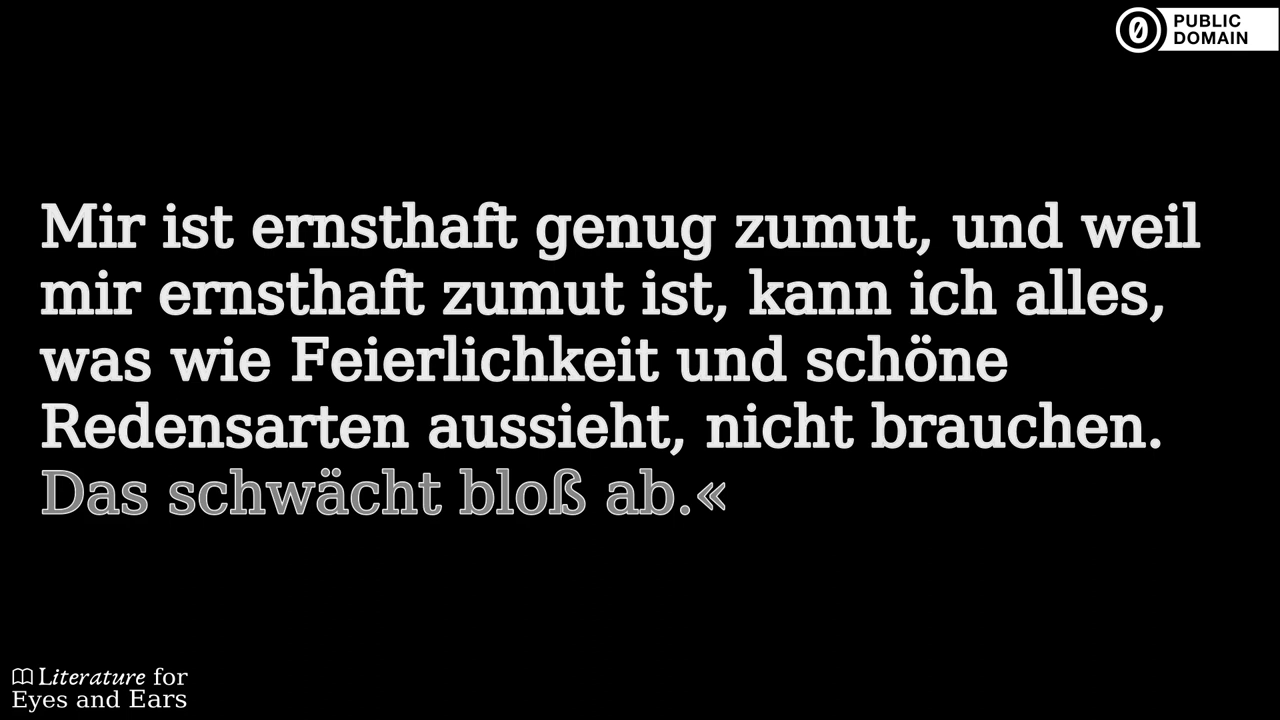 PUBLIC
DOMAIN
Mir ist ernsthaft genug zumut, und weil
mir ernsthaft zumut ist, kann ich alles,
was wie Feierlichkeit und schöne
Redensarten aussieht, nicht brauchen.
Das schwächt bloß ab.«
Literature for
Eyes and Ears